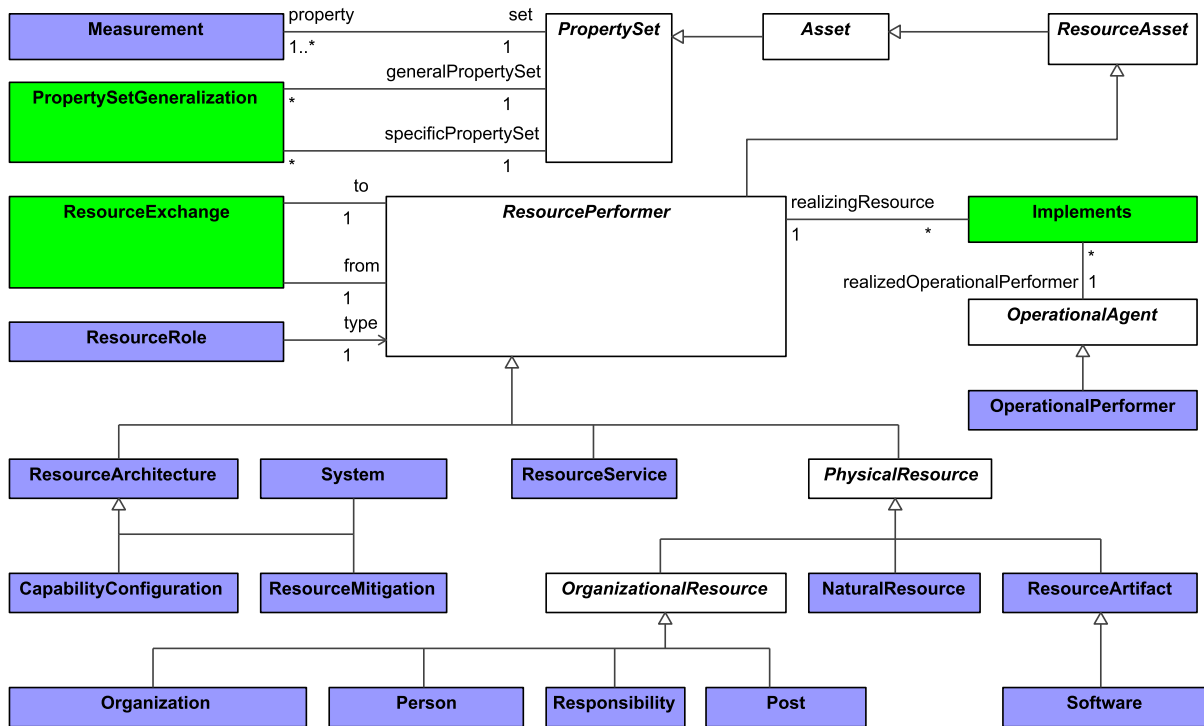 Measurement
property
set
1..*
1
PropertySet
Asset
ResourceAsset
PropertySetGeneralization
generalPropertySet
*
1
specificPropertySet
*
1
ResourceExchange
to
1
from
1
ResourcePerformer
realizingResource
1
*
Implements
*
realizedOperationalPerformer
1
OperationalAgent
ResourceRole
type
1
OperationalPerformer
ResourceArchitecture
System
ResourceService
PhysicalResource
CapabilityConfiguration
ResourceMitigation
OrganizationalResource
NaturalResource
ResourceArtifact
Organization
Person
Responsibility
Post
Software